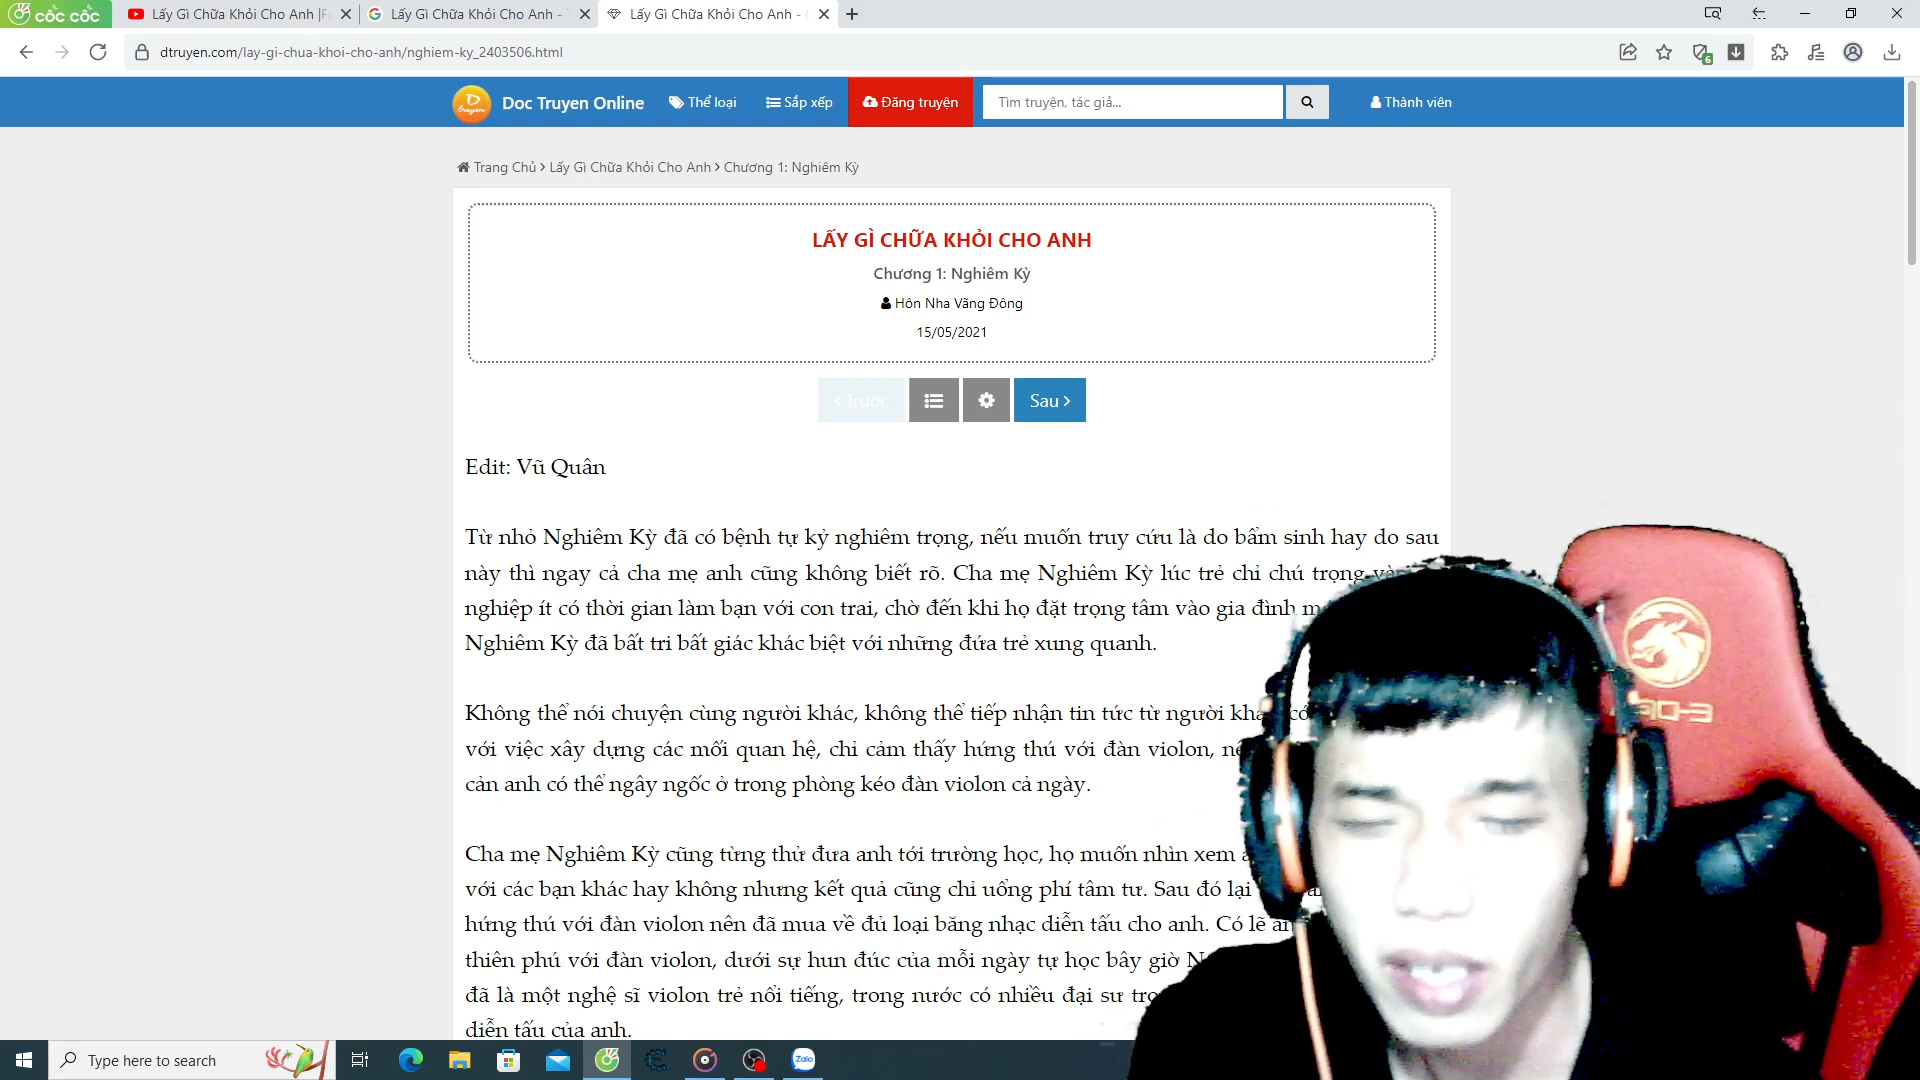 cốc cốc
Lấy Gì Chữa Khỏi Cho Anh |F
Lấy Gì Chữa Khỏi Cho Anh -
Lấy Gì Chữa Khỏi Cho Anh -
dtruyen.com/lay-gi-chua-khoi-cho-anh/nghiem-ky_2403506.html
6
D
truyen
Doc Truyen Online
Thể loại
Sắp xếp
Đăng truyện
Tìm truyện, tác giả...
Thành viên
Trang Chủ > Lấy Gì Chữa Khỏi Cho Anh > Chương 1: Nghiêm Kỳ
LẤY GÌ CHỮA KHỎI CHO ANH
Chương 1: Nghiêm Kỳ
Hôn Nha Vãng Đông
15/05/2021
‹ Trước
Sau ›
Edit: Vũ Quân
Từ nhỏ Nghiêm Kỳ đã có bệnh tự kỷ nghiêm trọng, nếu muốn truy cứu là do bẩm sinh hay do sau
này thì ngay cả cha mẹ anh cũng không biết rõ. Cha mẹ Nghiêm Kỳ lúc trẻ chỉ chú trọng
nghiệp ít có thời gian làm bạn với con trai, chờ đến khi họ đặt trọng tâm vào gia đình
Nghiêm Kỳ đã bất tri bất giác khác biệt với những đứa trẻ xung quanh.
Không thể nói chuyện cùng người khác, không thể tiếp nhận tin tức từ người
với việc xây dựng các mối quan hệ, chỉ cảm thấy hứng thú với đàn violon,
cản anh có thể ngây ngốc ở trong phòng kéo đàn violon cả ngày.
Cha mẹ Nghiêm Kỳ cũng từng thử đưa anh tới trường học, họ muốn nhìn xem
với các bạn khác hay không nhưng kết quả cũng chỉ uổng phí tâm tư. Sau đó lại
hứng thú với đàn violon nên đã mua về đủ loại băng nhạc diễn tấu cho anh. Có lẽ
thiên phú với đàn violon, dưới sự hun đúc của mỗi ngày tự học bây giờ
đã là một nghệ sĩ violon trẻ nổi tiếng, trong nước có nhiều đại sư
diễn tấu của anh.
Type here to search
Zalo